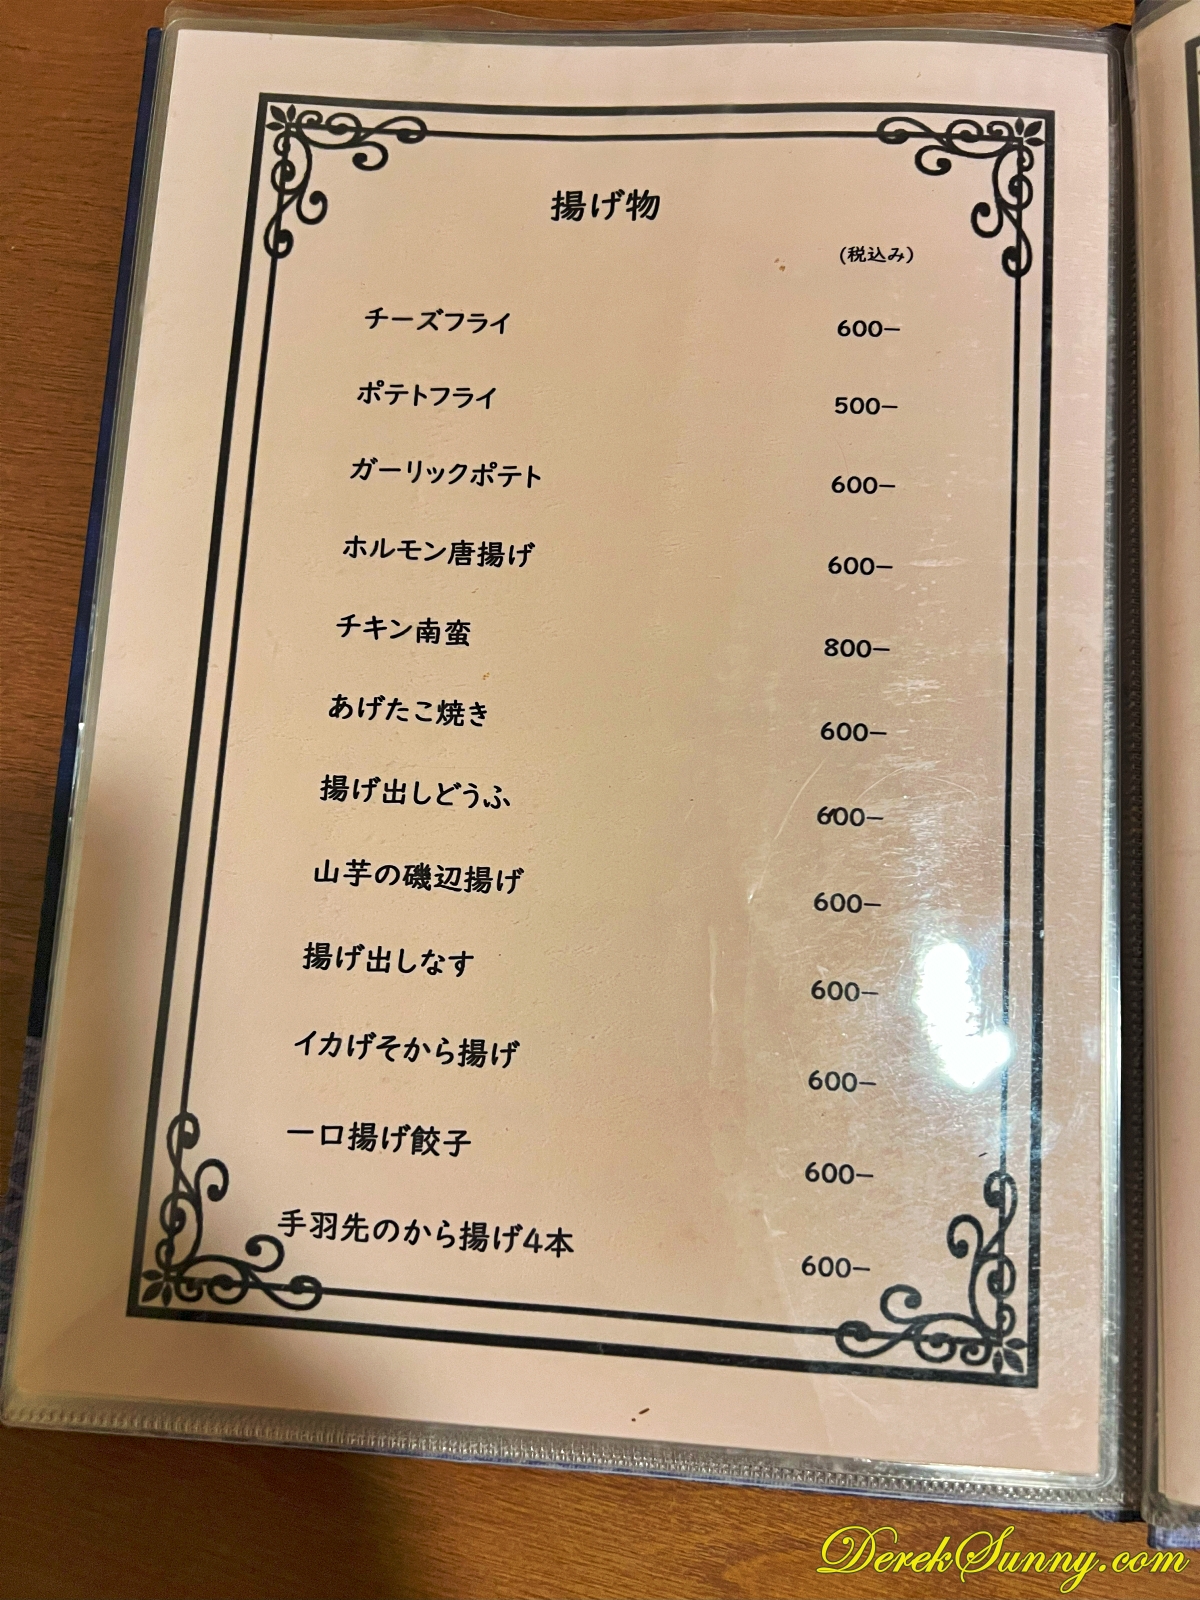 揚げ物
(税込み)
チーズフライ 600−
ポテトフライ 500−
ガーリックポテト 600−
ホルモン唐揚げ 600−
チキン南蛮 800−
あげたこ焼き 600−
揚げ出しどうふ 600−
山芋の磯辺揚げ 600−
揚げ出しなす 600−
イカげそから揚げ 600−
一口揚げ餃子 600−
手羽先のから揚げ4本 600−
DerekSunny.com